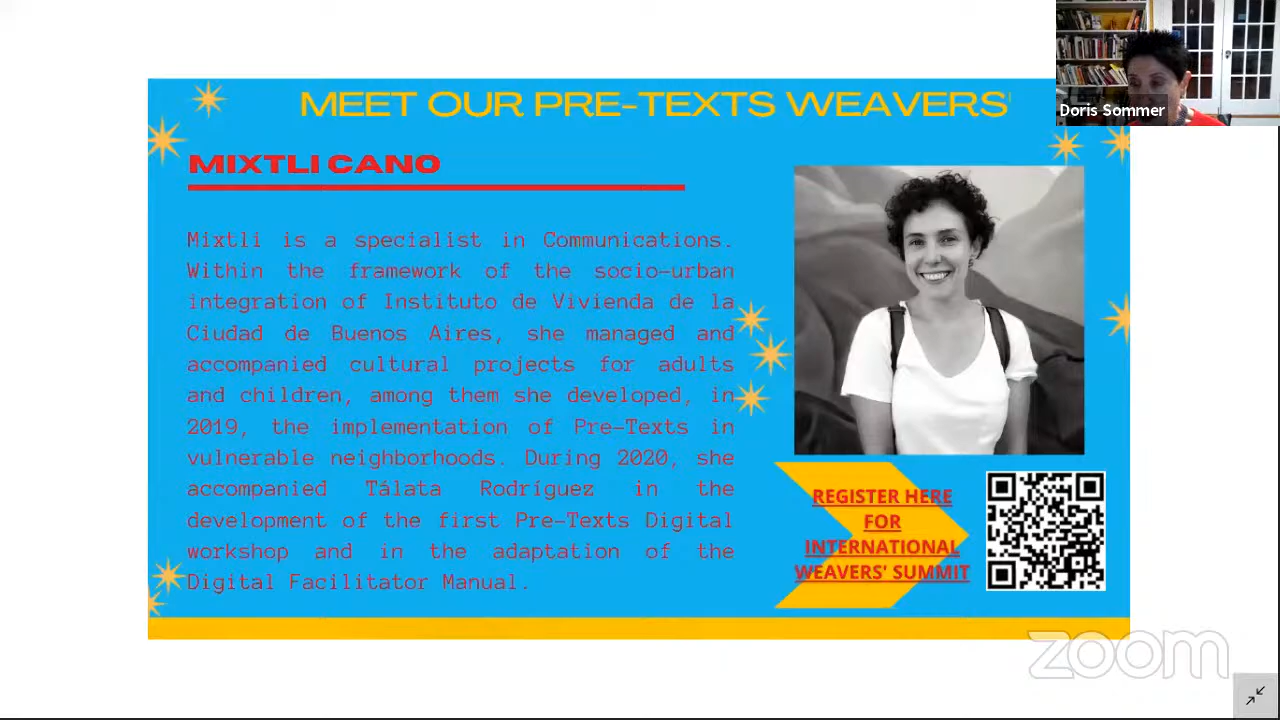 MEET OUR PRE-TEXTS WEAVERS!
Doris Sommer
MIXTLI CANO
Mixtli is a specialist in Communications.
Within the framework of the socio-urban
integration of Instituto de Vivienda de la
Ciudad de Buenos Aires, she managed and
accompanied cultural projects for adults
and children, among them she developed, in
2019, the implementation of Pre-Texts in
vulnerable neighborhoods. During 2020, she
accompanied Tálata Rodríguez in the
development of the first Pre-Texts Digital
workshop and in the adaptation of the
Digital Facilitator Manual.
REGISTER HERE
FOR
INTERNATIONAL
WEAVERS' SUMMIT
zoom